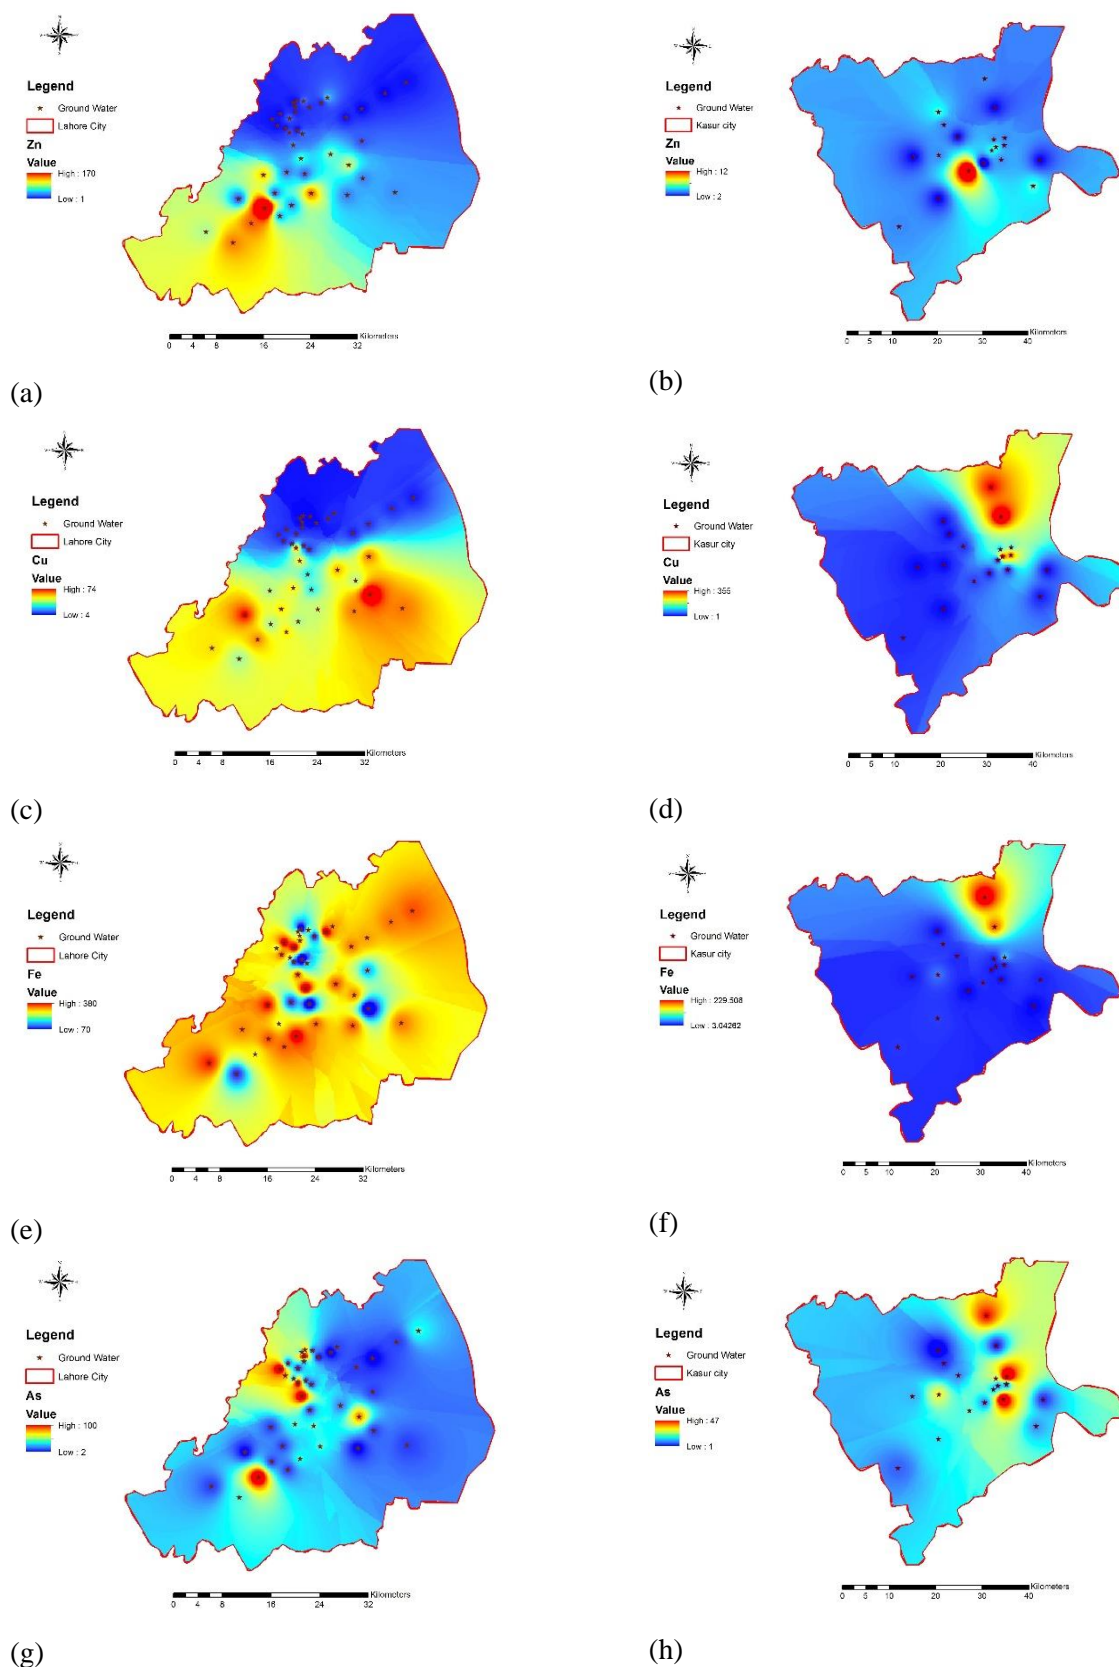 Legend
Ground Water
Lahore City
Zn
Value
High : 170
Low : 1
Kilometers
0 4 8 16 24 32
(a)
Legend
Ground Water
Kasur city
Zn
Value
High : 12
Low : 2
Kilometers
0 5 10 20 30 40
(b)
Legend
Ground Water
Lahore City
Cu
Value
High : 74
Low : 4
Kilometers
0 4 8 16 24 32
(c)
Legend
Ground Water
Kasur city
Cu
Value
High : 355
Low : 1
Kilometers
0 5 10 20 30 40
(d)
Legend
Ground Water
Lahore City
Fe
Value
High : 380
Low : 70
Kilometers
0 4 8 16 24 32
(e)
Legend
Ground Water
Kasur city
Fe
Value
High : 229.508
Low : 3.04262
Kilometers
0 5 10 20 30 40
(f)
Legend
Ground Water
Lahore City
As
Value
High : 100
Low : 2
Kilometers
0 4 8 16 24 32
(g)
Legend
Ground Water
Kasur city
As
Value
High : 47
Low : 1
Kilometers
0 5 10 20 30 40
(h)